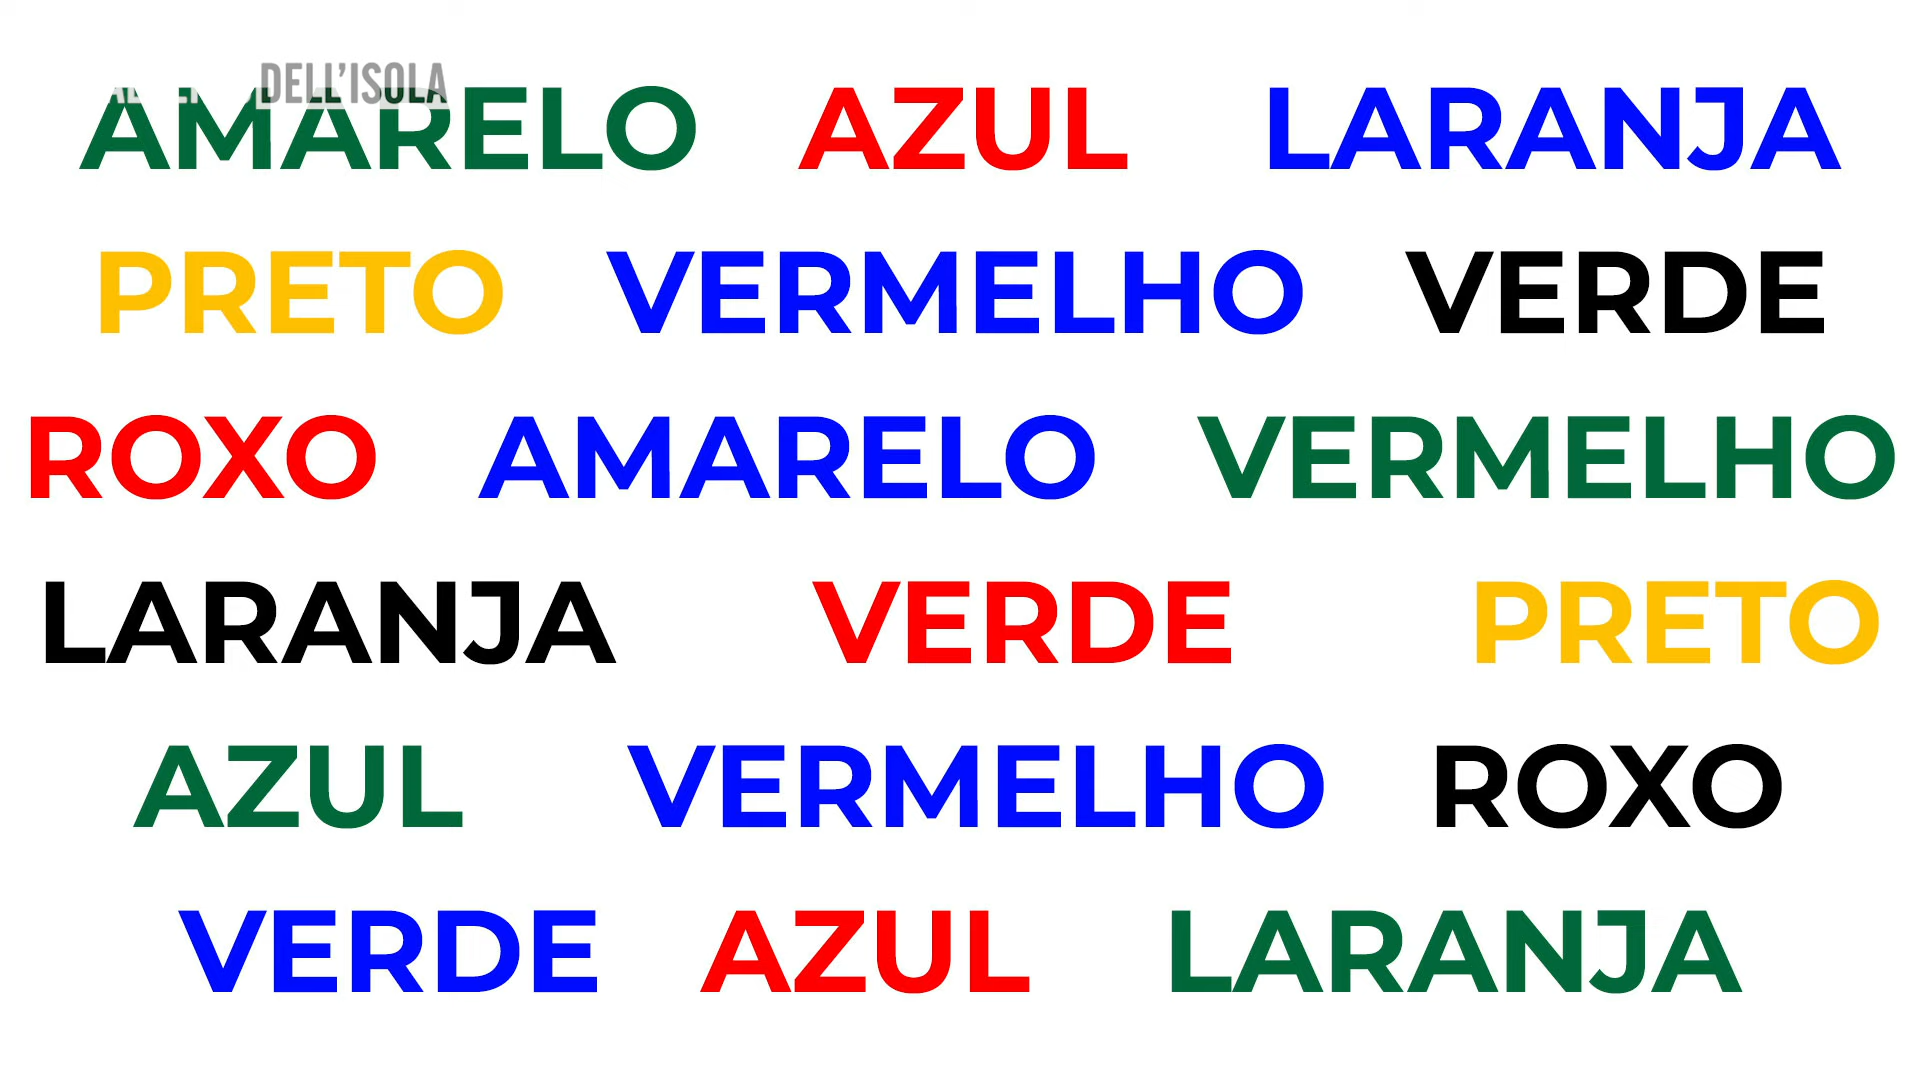 DELL'ISOLA
AMARELO AZUL LARANJA
PRETO VERMELHO VERDE
ROXO AMARELO VERMELHO
LARANJA VERDE PRETO
AZUL VERMELHO ROXO
VERDE AZUL LARANJA